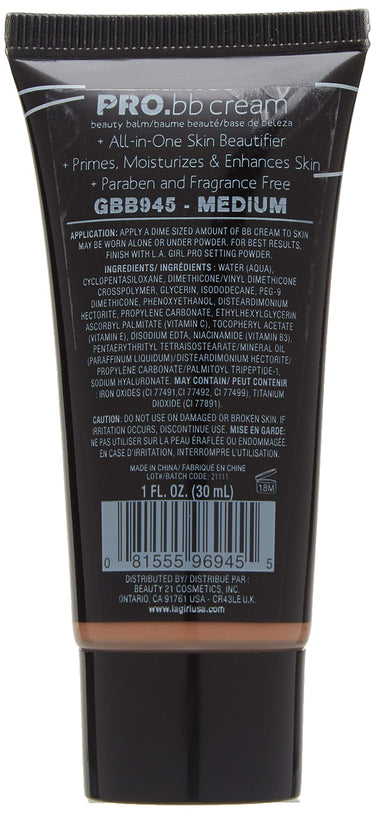 PRO.bb cream
beauty balm/baume beauté/base de beleza
+ All-in-One Skin Beautifier
+ Primes, Moisturizes & Enhances Skin
+ Paraben and Fragrance Free
GBB945 - MEDIUM
APPLICATION: APPLY A DIME SIZED AMOUNT OF BB CREAM TO SKIN
MAY BE WORN ALONE OR UNDER POWDER. FOR BEST RESULTS,
FINISH WITH L.A. GIRL PRO SETTING POWDER.
INGREDIENTS/INGRÉDIENTS : WATER (AQUA),
CYCLOPENTASILOXANE, DIMETHICONE/VINYL DIMETHICONE
CROSSPOLYMER, GLYCERIN, ISODODECANE, PEG-9
DIMETHICONE, PHENOXYETHANOL, DISTEARDIMONIUM
HECTORITE, PROPYLENE CARBONATE, ETHYLHEXYLGLYCERIN,
ASCORBYL PALMITATE (VITAMIN C), TOCOPHERYL ACETATE
(VITAMIN E), DISODIUM EDTA, NIACINAMIDE (VITAMIN B3),
PENTAERYTHRITYL TETRAISOSTEARATE/MINERAL OIL
(PARAFFINUM LIQUIDUM)/DISTEARDIMONIUM HECTORITE/
PROPYLENE CARBONATE/PALMITOYL TRIPEPTIDE-1,
SODIUM HYALURONATE. MAY CONTAIN/ PEUT CONTENIR
: IRON OXIDES (CI 77491,CI 77492, CI 77499), TITANIUM
DIOXIDE (CI 77891).
CAUTION: DO NOT USE ON DAMAGED OR BROKEN SKIN. IF
IRRITATION OCCURS, DISCONTINUE USE. MISE EN GARDE:
NE PAS UTILISER SUR LA PEAU ÉRAFLÉE OU ENDOMMAGÉE.
EN CASE D'IRRITATION, INTERROMPRE L'UTILISATION.
MADE IN CHINA/ FABRIQUÉ EN CHINE
LOT#/BATCH CODE: 21111
1 FL. OZ. (30 mL)
18M
0 81555 96945 5
DISTRIBUTED BY/ DISTRIBUÉ PAR :
BEAUTY 21 COSMETICS, INC.
ONTARIO, CA 91761 USA - CR43LE U.K.
www.lagirlusa.com